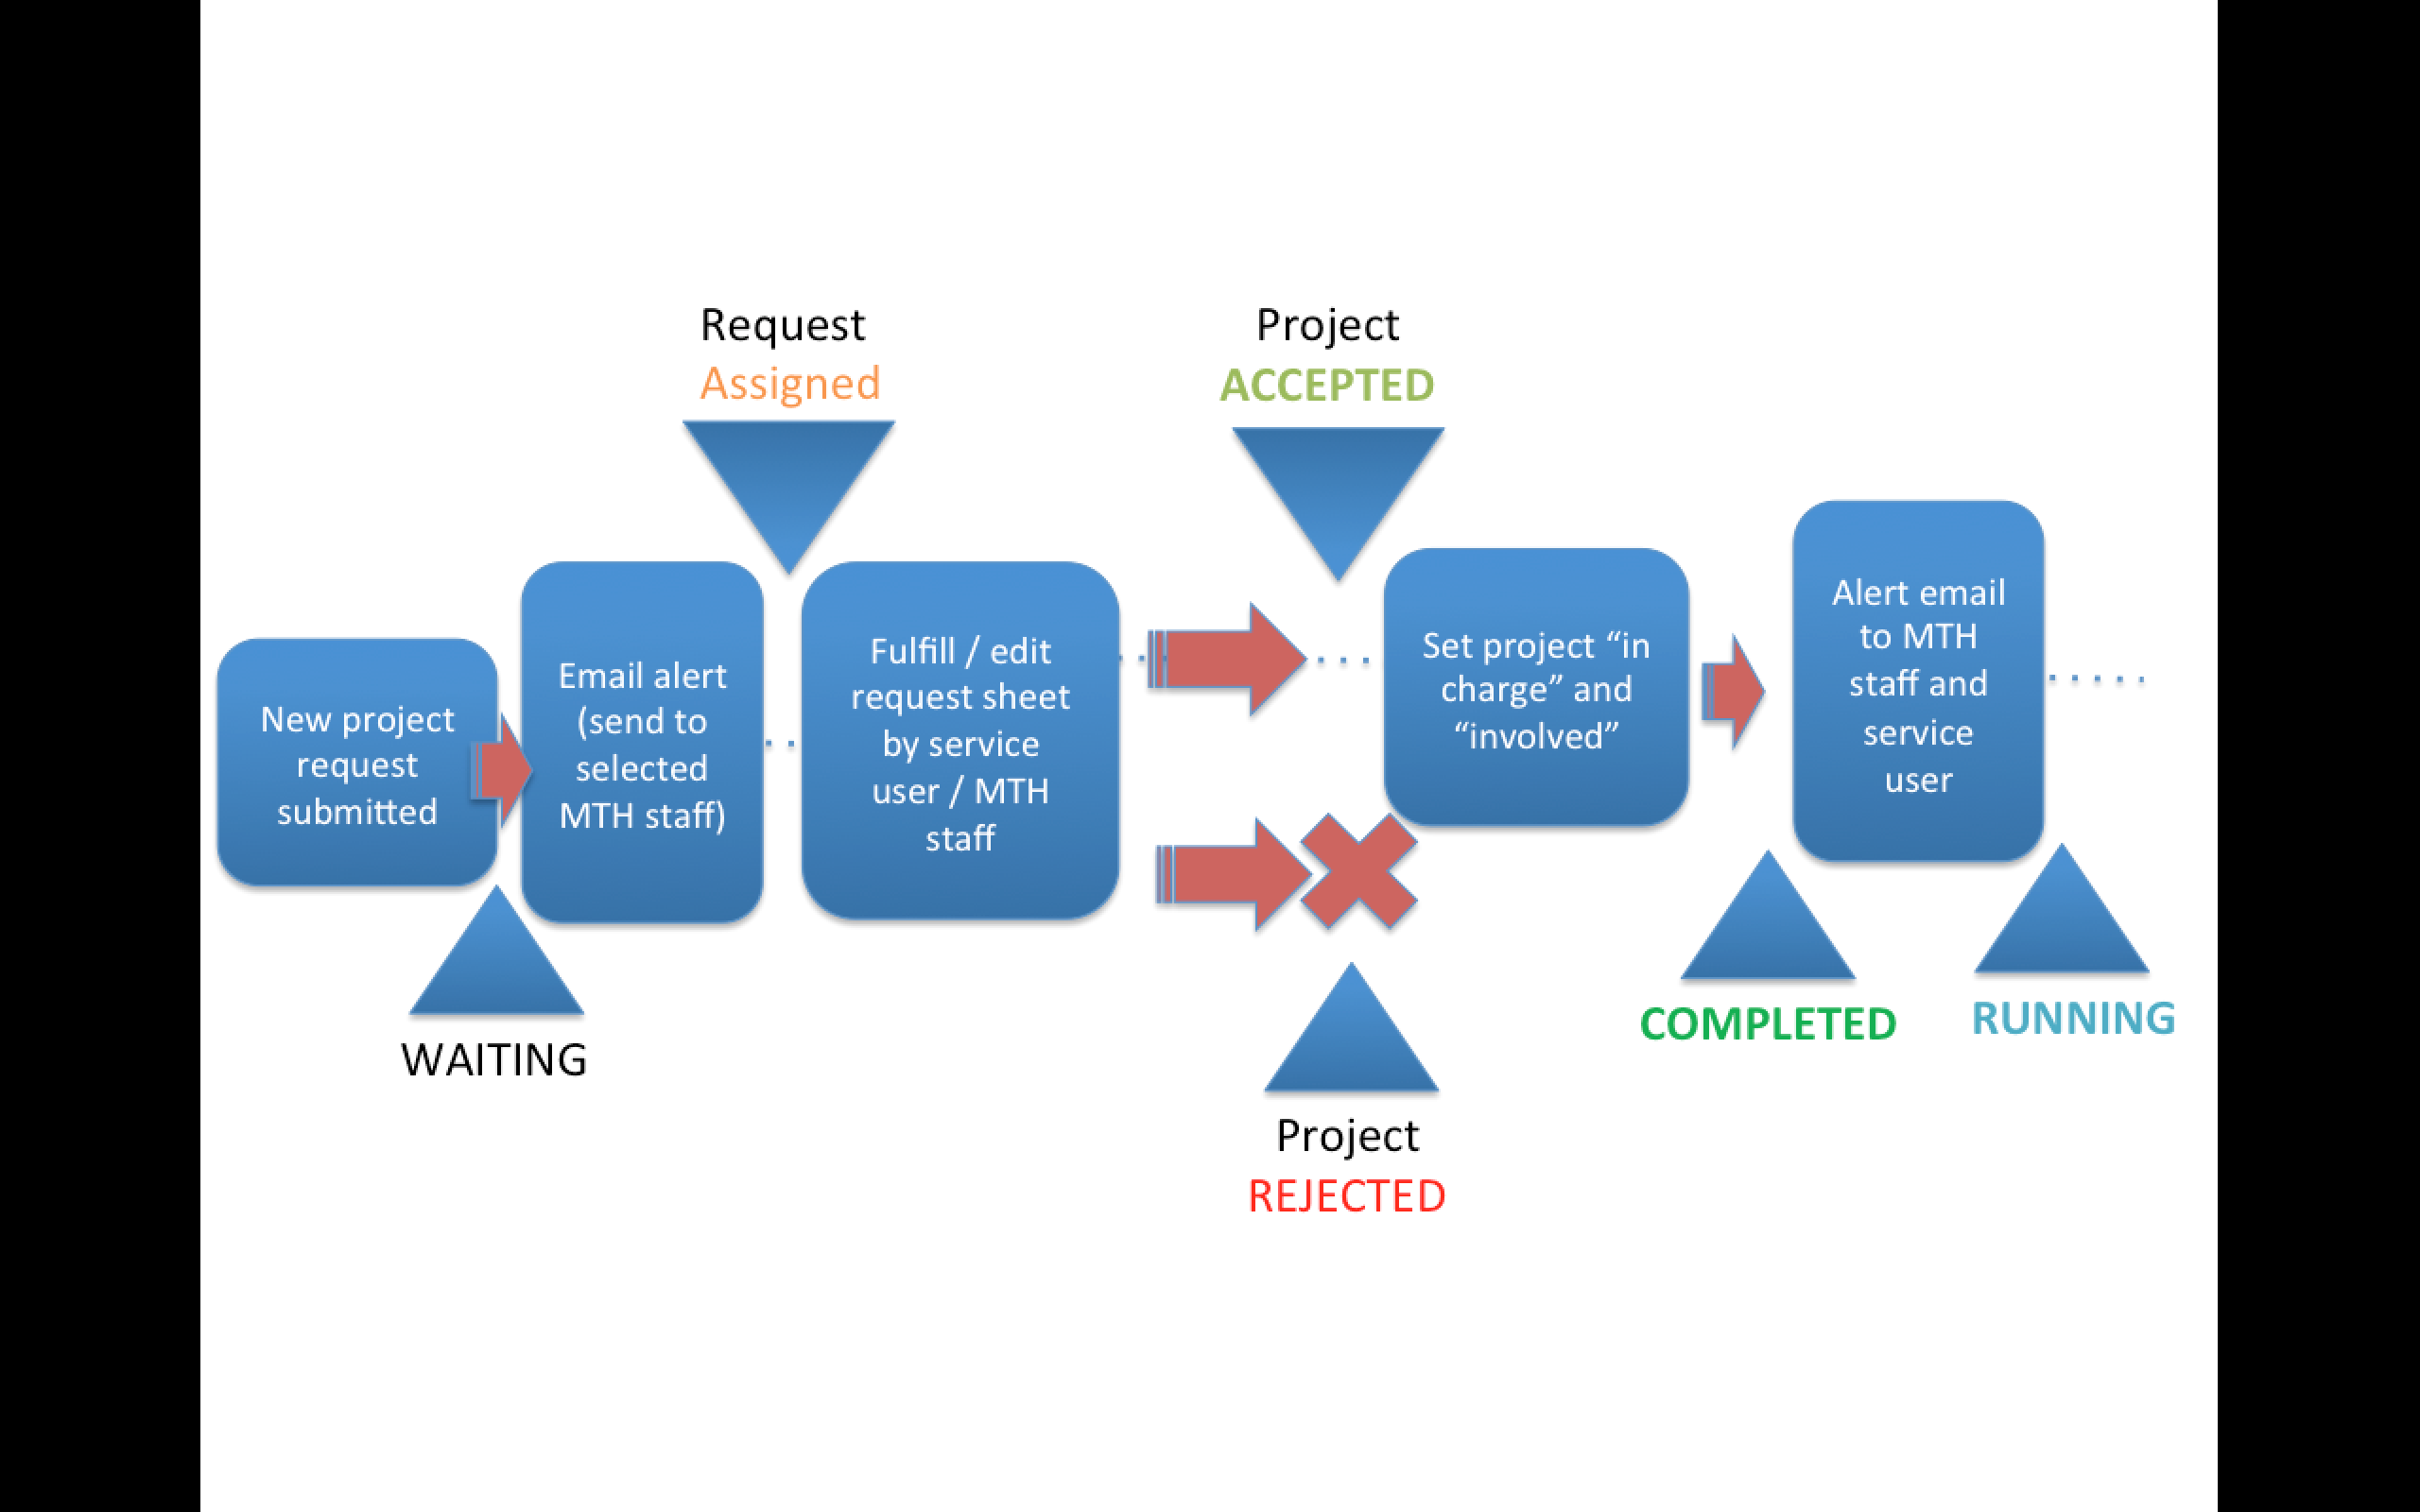 Request
Assigned
Project
ACCEPTED
New project
request
submitted
Email alert
(send to
selected
MTH staff)
Fulfill / edit
request sheet
by service
user / MTH
staff
Set project “in
charge” and
“involved”
Alert email
to MTH
staff and
service
user
WAITING
Project
REJECTED
COMPLETED
RUNNING